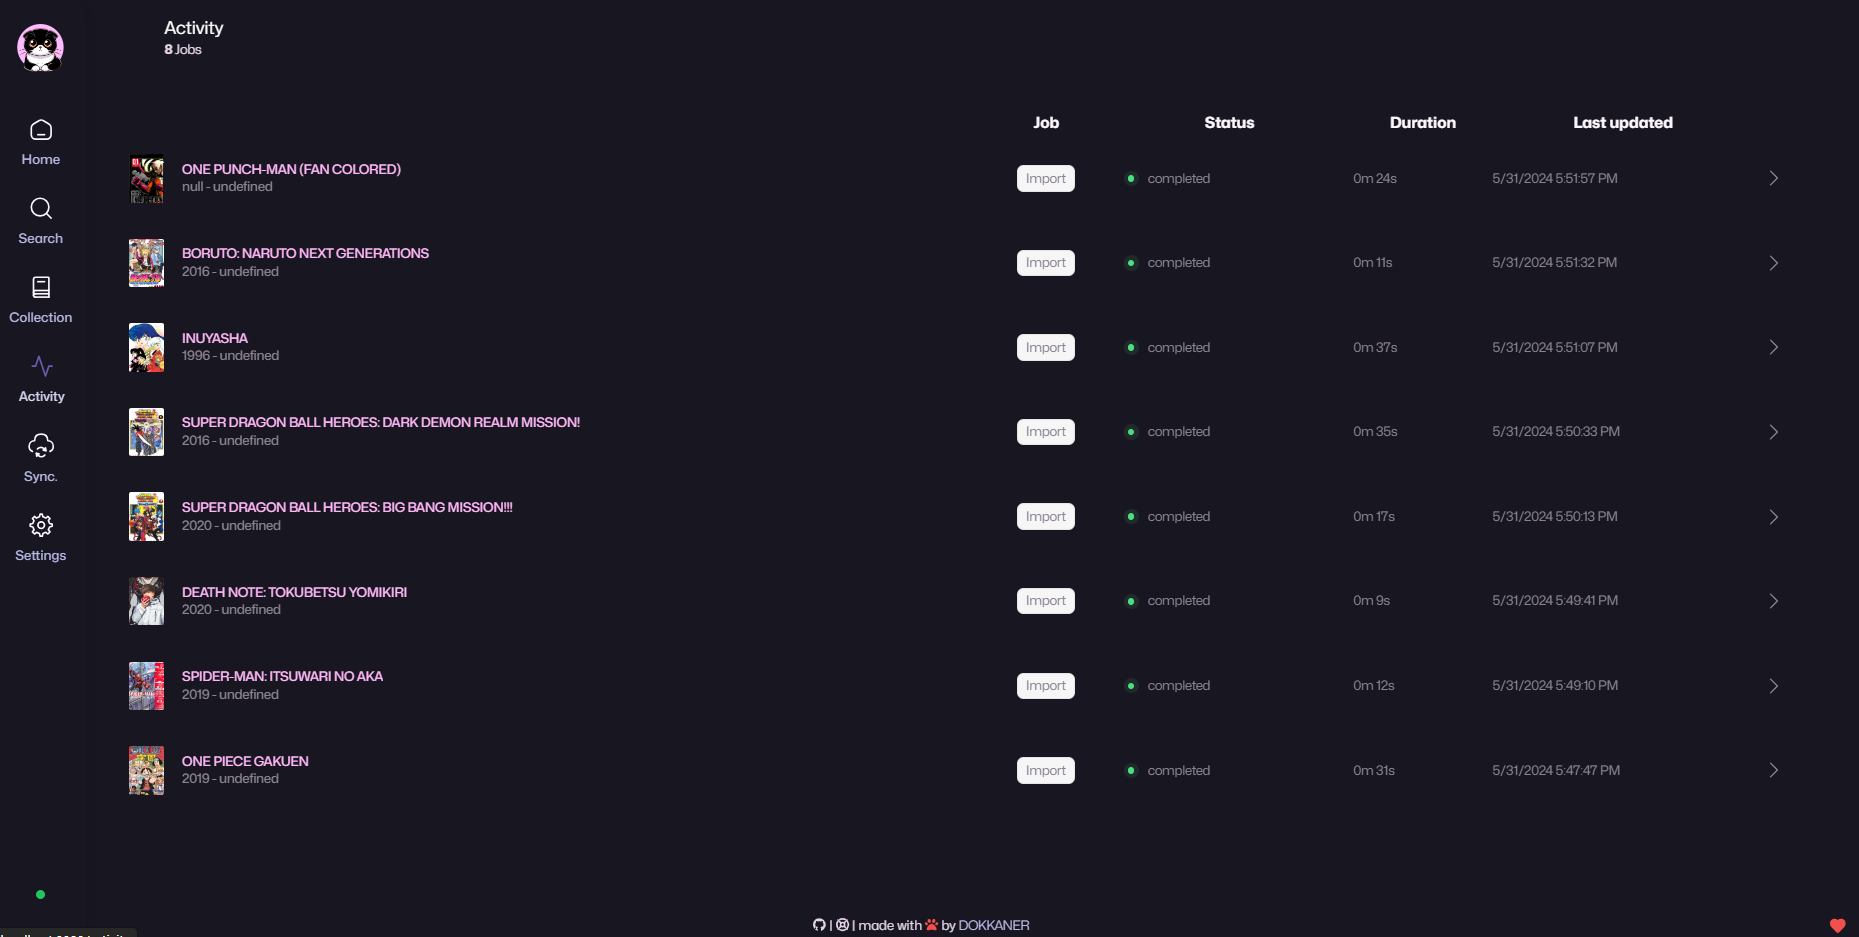 Activity
8 Jobs
Home
Search
Collection
Activity
Sync.
Settings
Job Status Duration Last updated
ONE PUNCH-MAN (FAN COLORED)
null - undefined
Import completed 0m 24s 5/31/2024 5:51:57 PM
BORUTO: NARUTO NEXT GENERATIONS
2016 - undefined
Import completed 0m 11s 5/31/2024 5:51:32 PM
INUYASHA
1996 - undefined
Import completed 0m 37s 5/31/2024 5:51:07 PM
SUPER DRAGON BALL HEROES: DARK DEMON REALM MISSION!
2016 - undefined
Import completed 0m 35s 5/31/2024 5:50:33 PM
SUPER DRAGON BALL HEROES: BIG BANG MISSION!!!
2020 - undefined
Import completed 0m 17s 5/31/2024 5:50:13 PM
DEATH NOTE: TOKUBETSU YOMIKIRI
2020 - undefined
Import completed 0m 9s 5/31/2024 5:49:41 PM
SPIDER-MAN: ITSUWARI NO AKA
2019 - undefined
Import completed 0m 12s 5/31/2024 5:49:10 PM
ONE PIECE GAKUEN
2019 - undefined
Import completed 0m 31s 5/31/2024 5:47:47 PM
| | made with by DOKKANER